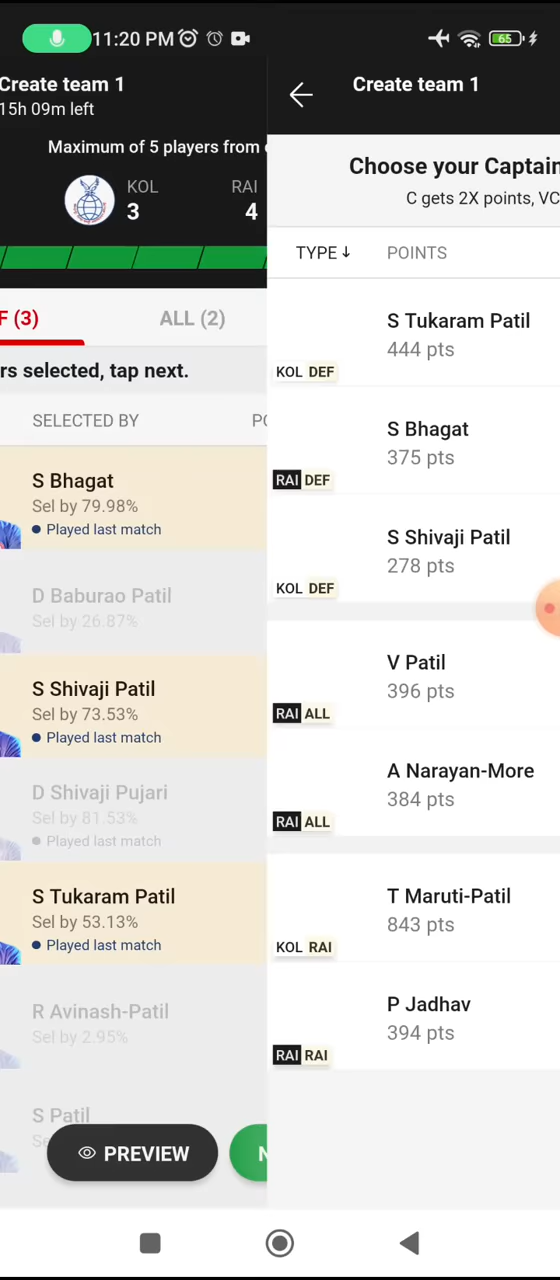 11:20 PM
65
Create team 1
15h 09m left
Maximum of 5 players from
KOL
3
RAI
4
F (3)
ALL (2)
rs selected, tap next.
SELECTED BY
S Bhagat
Sel by 79.98%
Played last match
D Baburao Patil
Sel by 26.87%
S Shivaji Patil
Sel by 73.53%
Played last match
D Shivaji Pujari
Sel by 81.53%
Played last match
S Tukaram Patil
Sel by 53.13%
Played last match
R Avinash-Patil
Sel by 2.95%
S Patil
PREVIEW
N
Create team 1
Choose your Captain
C gets 2X points, VC
TYPE↓
POINTS
S Tukaram Patil
444 pts
KOL DEF
S Bhagat
375 pts
RAI DEF
S Shivaji Patil
278 pts
KOL DEF
V Patil
396 pts
RAI ALL
A Narayan-More
384 pts
RAI ALL
T Maruti-Patil
843 pts
KOL RAI
P Jadhav
394 pts
RAI RAI